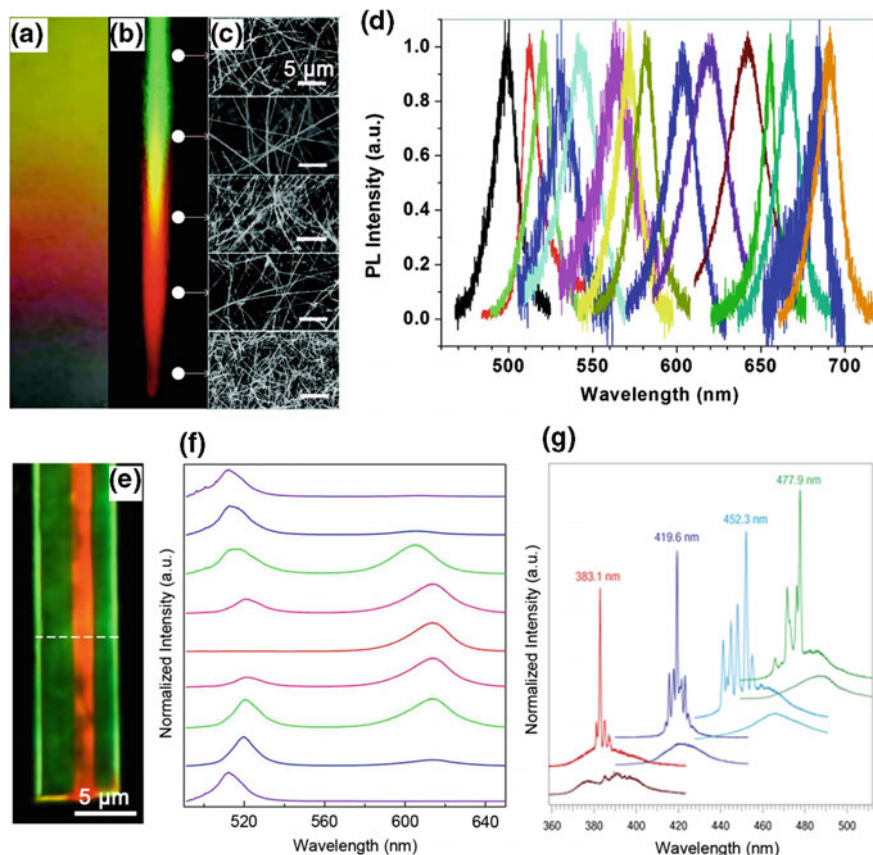 (a)
(b)
(c)
5 µm
(d)
PL Intensity (a.u.)
1.0
0.8
0.6
0.4
0.2
0.0
500 550 600 650 700
Wavelength (nm)
(e)
5 µm
(f)
Normalized Intensity (a.u.)
520 560 600 640
Wavelength (nm)
(g)
Normalized Intensity (a.u.)
477.9 nm
452.3 nm
419.6 nm
383.1 nm
360 380 400 420 440 460 480 500
Wavelength (nm)